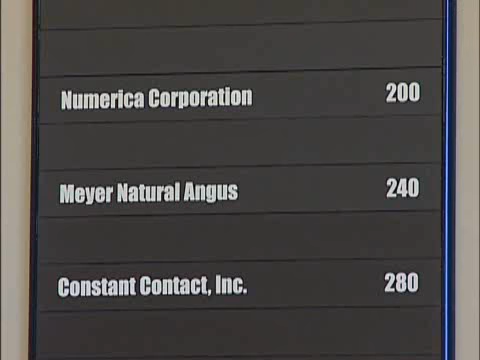 Numerica Corporation 200
Meyer Natural Angus 240
Constant Contact, Inc. 280